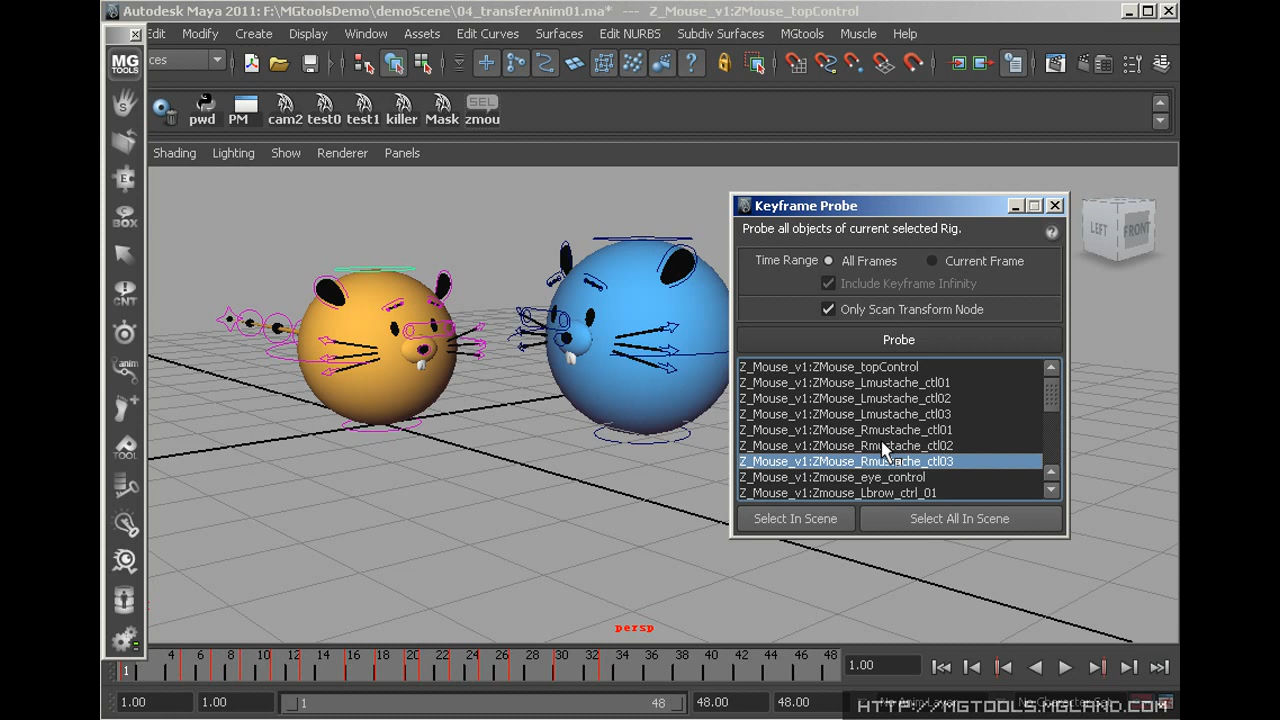 Autodesk Maya 2011: F:\MGtoolsDemo\demoScene\04_transferAnim01.ma* --- Z_Mouse_v1:ZMouse_topControl
Edit Modify Create Display Window Assets Edit Curves Surfaces Edit NURBS Subdiv Surfaces MGtools Muscle Help
MG
TOOLS
pwd PM cam2 test0 test1 killer Mask zmou
SEL
Shading Lighting Show Renderer Panels
Keyframe Probe
Probe all objects of current selected Rig.
Time Range All Frames Current Frame
Include Keyframe Infinity
Only Scan Transform Node
Probe
Z_Mouse_v1:ZMouse_topControl
Z_Mouse_v1:ZMouse_Lmustache_ctl01
Z_Mouse_v1:ZMouse_Lmustache_ctl02
Z_Mouse_v1:ZMouse_Lmustache_ctl03
Z_Mouse_v1:ZMouse_Rmustache_ctl01
Z_Mouse_v1:ZMouse_Rmustache_ctl02
Z_Mouse_v1:ZMouse_Rmustache_ctl03
Z_Mouse_v1:Zmouse_eye_control
Z_Mouse_v1:Zmouse_Lbrow_ctrl_01
Select In Scene Select All In Scene
LEFT FRONT
S
BOX
CNT
anim
TOOL
persp
1 4 6 8 10 12 16 18 20 22 24 26 28 30 32 34 36 38 40 42 44 46 48
1.00
1.00 1.00 1 48 48.00 48.00
HTTP://MGTOOLS.MGLAND.COM